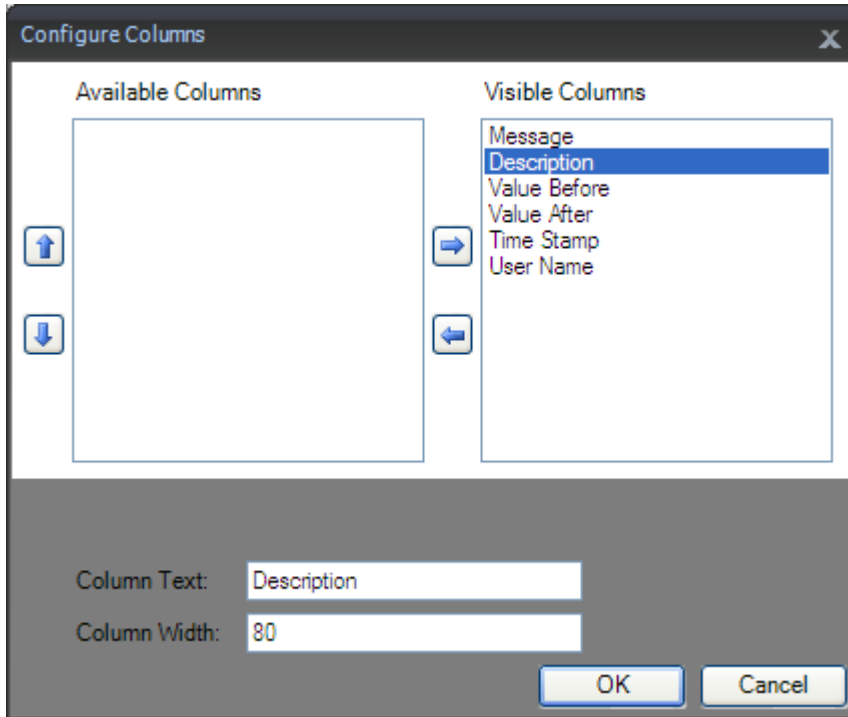 Configure Columns
X
Available Columns
Visible Columns
Message
Description
Value Before
Value After
Time Stamp
User Name
Column Text: Description
Column Width: 80
OK Cancel